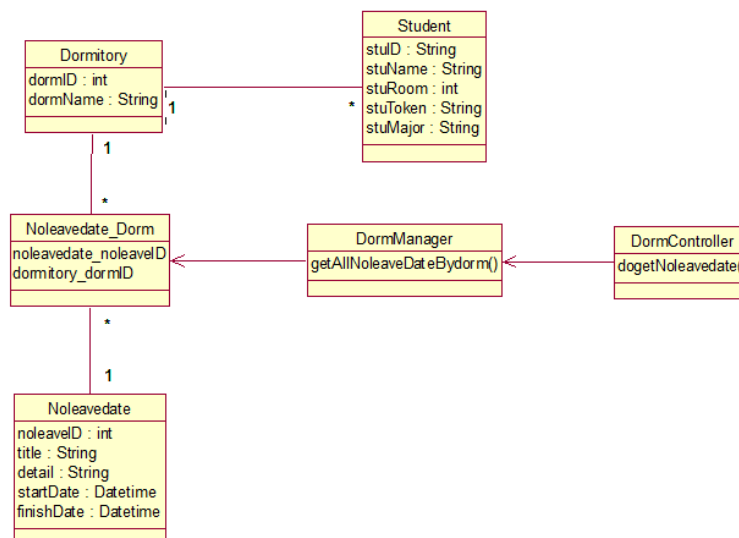 Student
stuID : String
stuName : String
stuRoom : int
stuToken : String
stuMajor : String
Dormitory
dormID : int
dormName : String
1
*
1
*
Noleavedate_Dorm
noleavedate_noleaveID
dormitory_dormID
DormManager
getAllNoleaveDateBydorm()
DormController
dogetNoleavedate(
*
1
Noleavedate
noleaveID : int
title : String
detail : String
startDate : Datetime
finishDate : Datetime